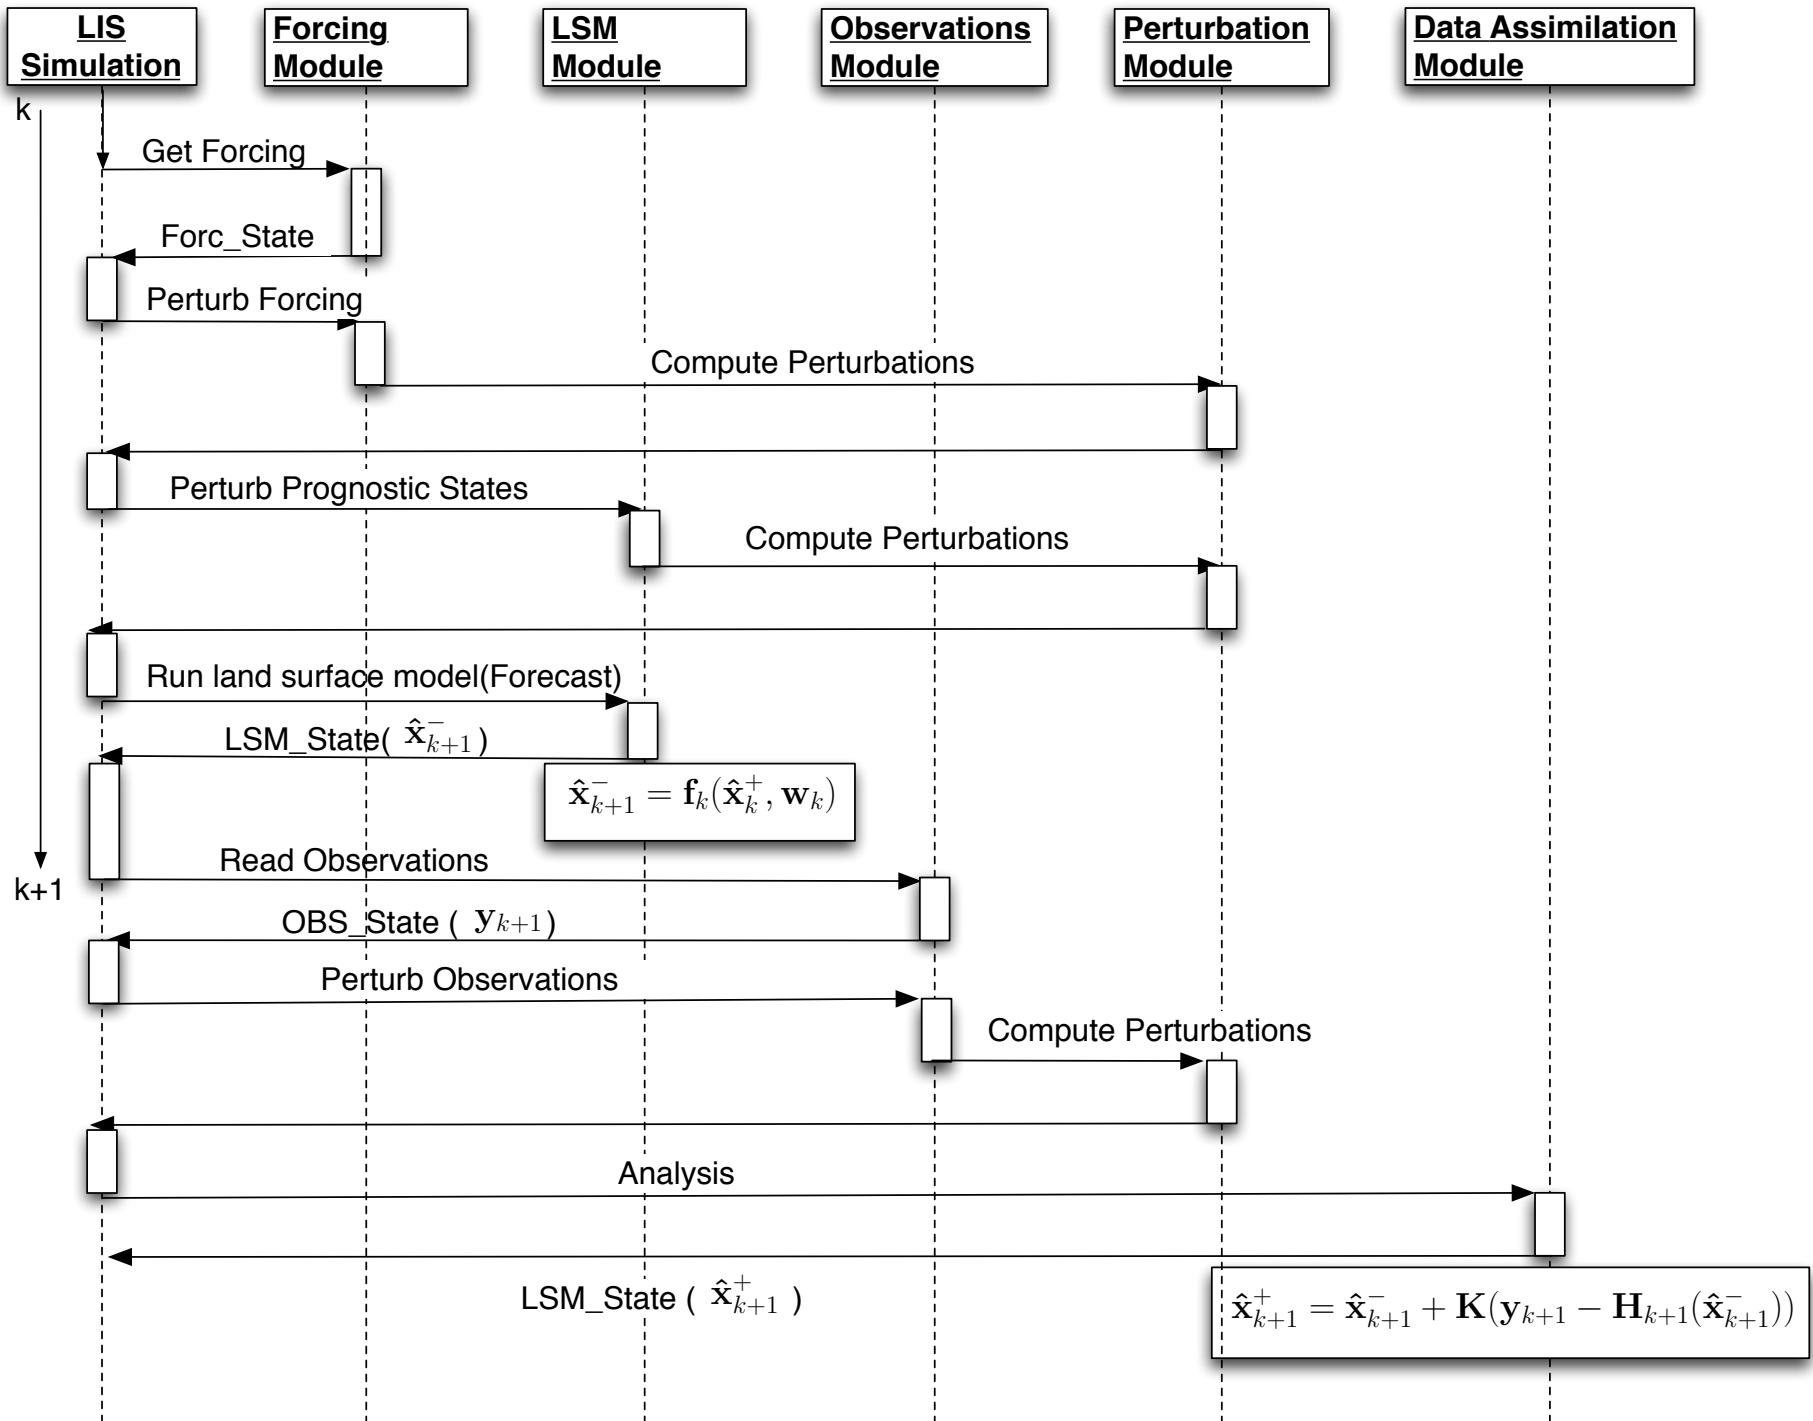 LIS
Simulation
Forcing
Module
LSM
Module
Observations
Module
Perturbation
Module
Data Assimilation
Module
k
Get Forcing
Forc_State
Perturb Forcing
Compute Perturbations
Perturb Prognostic States
Compute Perturbations
Run land surface model(Forecast)
LSM_State( x̂⁻ₖ₊₁ )
x̂⁻ₖ₊₁ = fₖ(x̂⁺ₖ, wₖ)
Read Observations
k+1
OBS_State ( yₖ₊₁ )
Perturb Observations
Compute Perturbations
Analysis
LSM_State ( x̂⁺ₖ₊₁ )
x̂⁺ₖ₊₁ = x̂⁻ₖ₊₁ + K(yₖ₊₁ − Hₖ₊₁(x̂⁻ₖ₊₁))